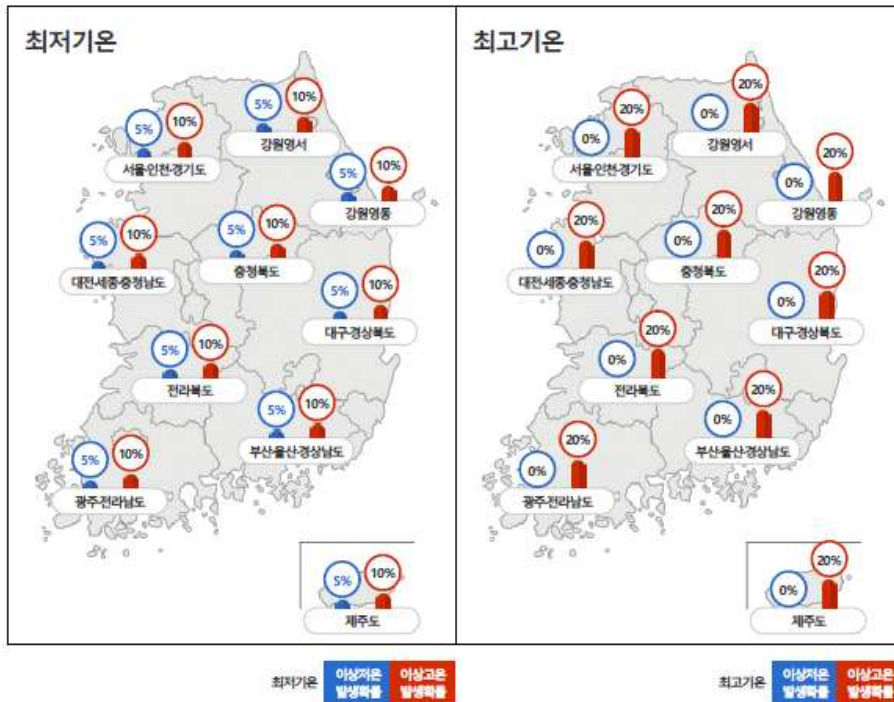 최저기온
5%
10%
서울·인천·경기도
5%
10%
강원영서
5%
10%
강원영동
5%
10%
대전·세종·충청남도
5%
10%
충청북도
5%
10%
대구·경상북도
5%
10%
전라북도
5%
10%
부산·울산·경상남도
5%
10%
광주·전라남도
5%
10%
제주도
최저기온
이상저온
발생확률
이상고온
발생확률
최고기온
0%
20%
서울·인천·경기도
0%
20%
강원영서
0%
20%
강원영동
0%
20%
대전·세종·충청남도
0%
20%
충청북도
0%
20%
대구·경상북도
0%
20%
전라북도
0%
20%
부산·울산·경상남도
0%
20%
광주·전라남도
0%
20%
제주도
최고기온
이상저온
발생확률
이상고온
발생확률